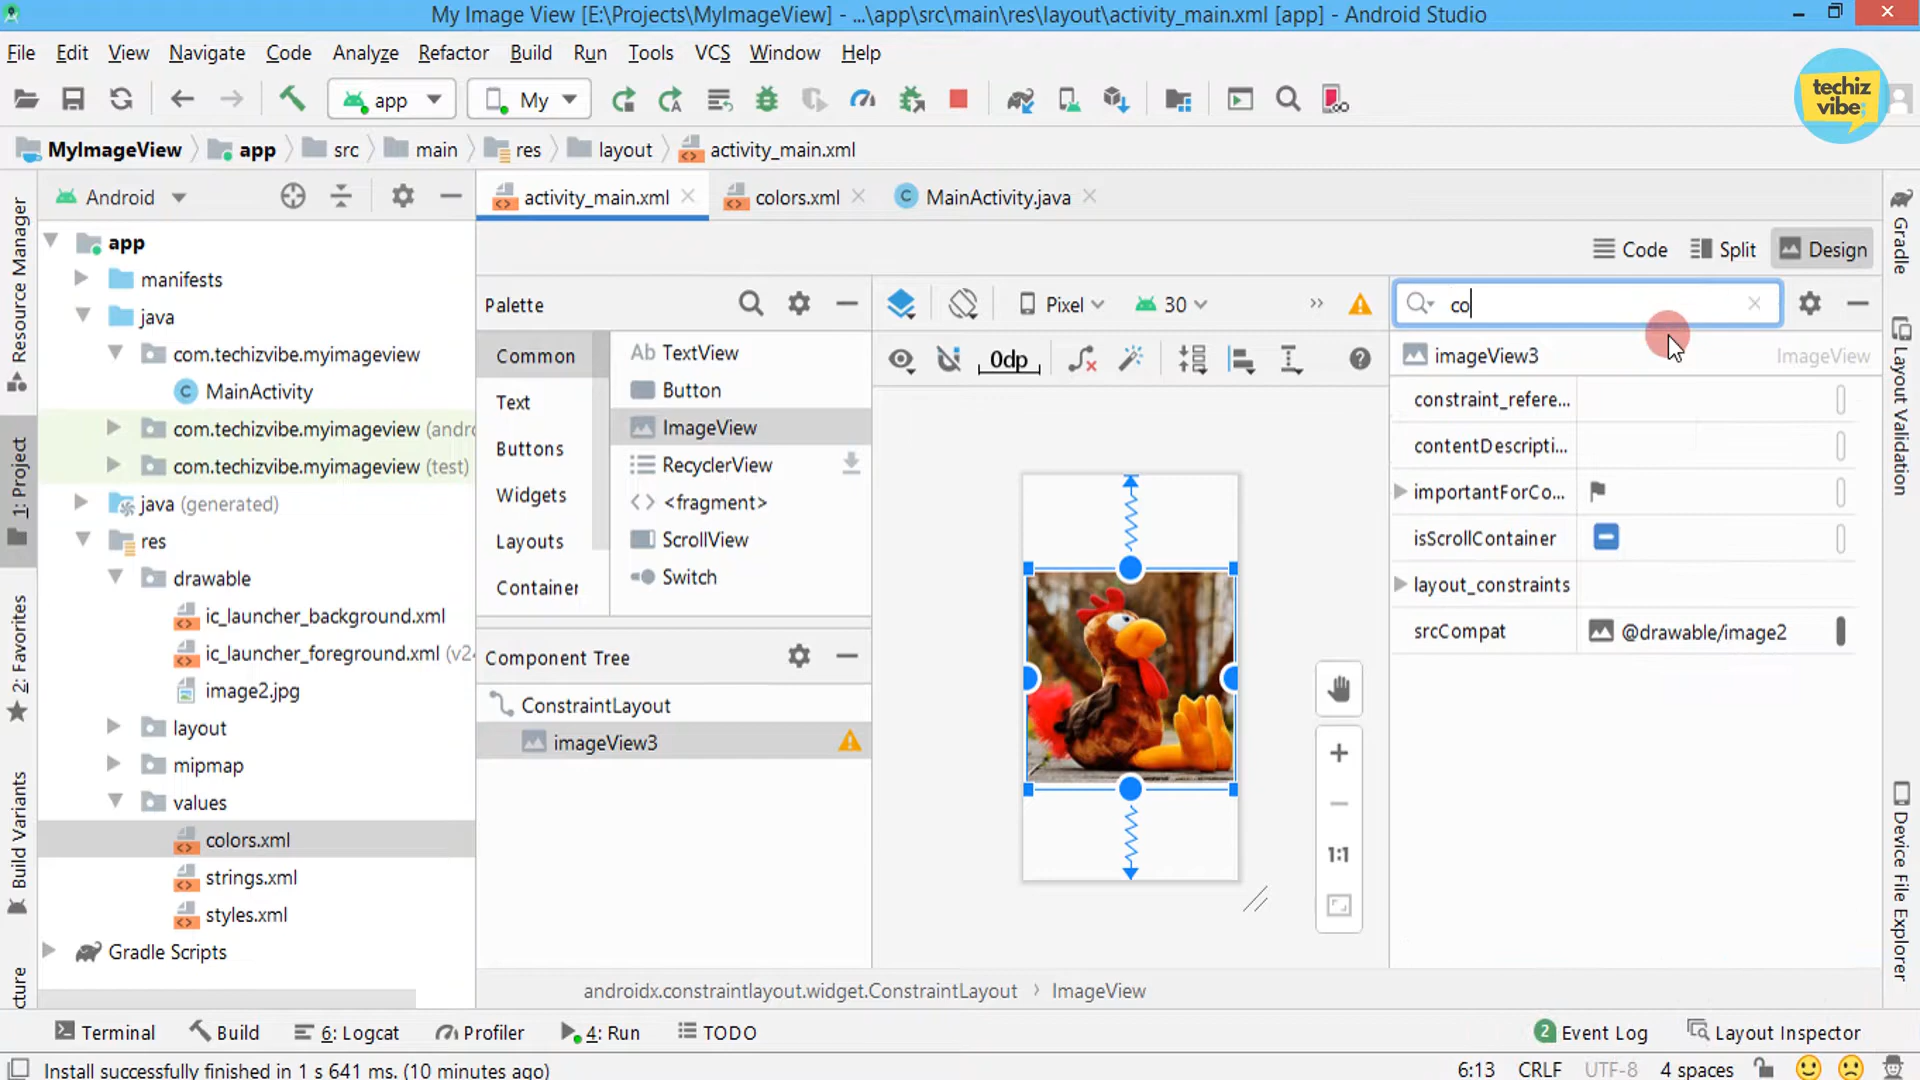 My Image View [E:\Projects\MyImageView] - ...\app\src\main\res\layout\activity_main.xml [app] - Android Studio
File Edit View Navigate Code Analyze Refactor Build Run Tools VCS Window Help
app My
techiz vibe;
MyImageView app src main res layout activity_main.xml
Android
activity_main.xml colors.xml MainActivity.java
Code Split Design
Resource Manager
1: Project
2: Favorites
Build Variants
cture
app
manifests
java
com.techizvibe.myimageview
MainActivity
com.techizvibe.myimageview (andro
com.techizvibe.myimageview (test)
java (generated)
res
drawable
ic_launcher_background.xml
ic_launcher_foreground.xml (v24
image2.jpg
layout
mipmap
values
colors.xml
strings.xml
styles.xml
Gradle Scripts
Palette
Common
Text
Buttons
Widgets
Layouts
Container
Ab TextView
Button
ImageView
RecyclerView
<fragment>
ScrollView
Switch
Component Tree
ConstraintLayout
imageView3
Pixel 30
0dp
1:1
co
imageView3 ImageView
constraint_refere...
contentDescripti...
importantForCo...
isScrollContainer
layout_constraints
srcCompat @drawable/image2
Gradle
Layout Validation
Device File Explorer
androidx.constraintlayout.widget.ConstraintLayout ImageView
Terminal Build 6: Logcat Profiler 4: Run TODO 2 Event Log Layout Inspector
Install successfully finished in 1 s 641 ms. (10 minutes ago) 6:13 CRLF UTF-8 4 spaces